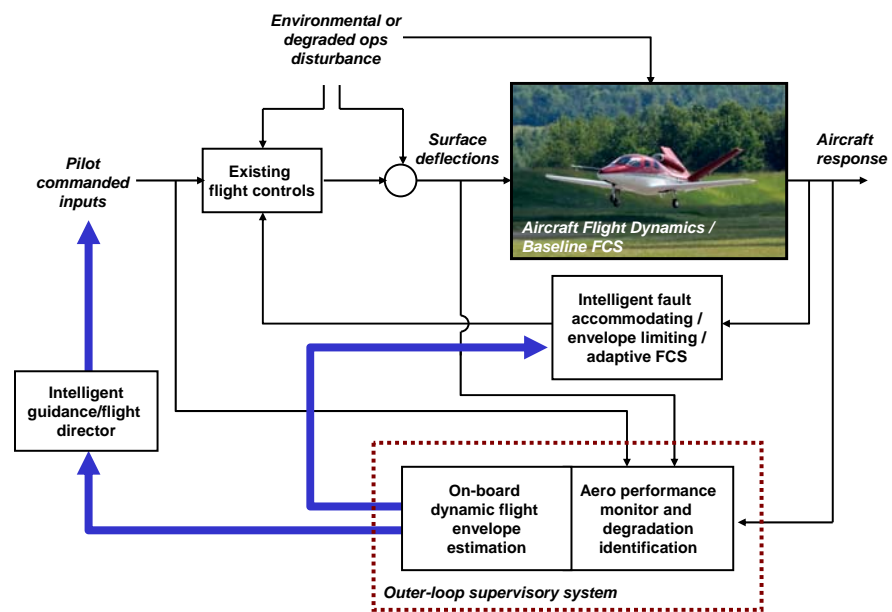 Environmental or
degraded ops
disturbance
Pilot
commanded
inputs
Existing
flight controls
Surface
deflections
Aircraft
response
Aircraft Flight Dynamics /
Baseline FCS
Intelligent fault
accommodating /
envelope limiting /
adaptive FCS
Intelligent
guidance/flight
director
On-board
dynamic flight
envelope
estimation
Aero performance
monitor and
degradation
identification
Outer-loop supervisory system